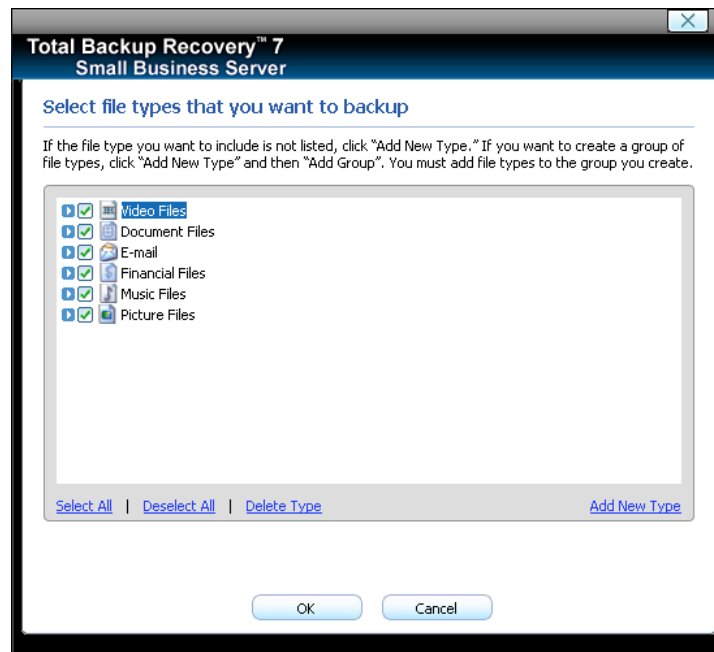 Total Backup Recovery™ 7
Small Business Server
Select file types that you want to backup
If the file type you want to include is not listed, click “Add New Type.” If you want to create a group of
file types, click “Add New Type” and then “Add Group”. You must add file types to the group you create.
Video Files
Document Files
E-mail
Financial Files
Music Files
Picture Files
Select All | Deselect All | Delete Type Add New Type
OK Cancel